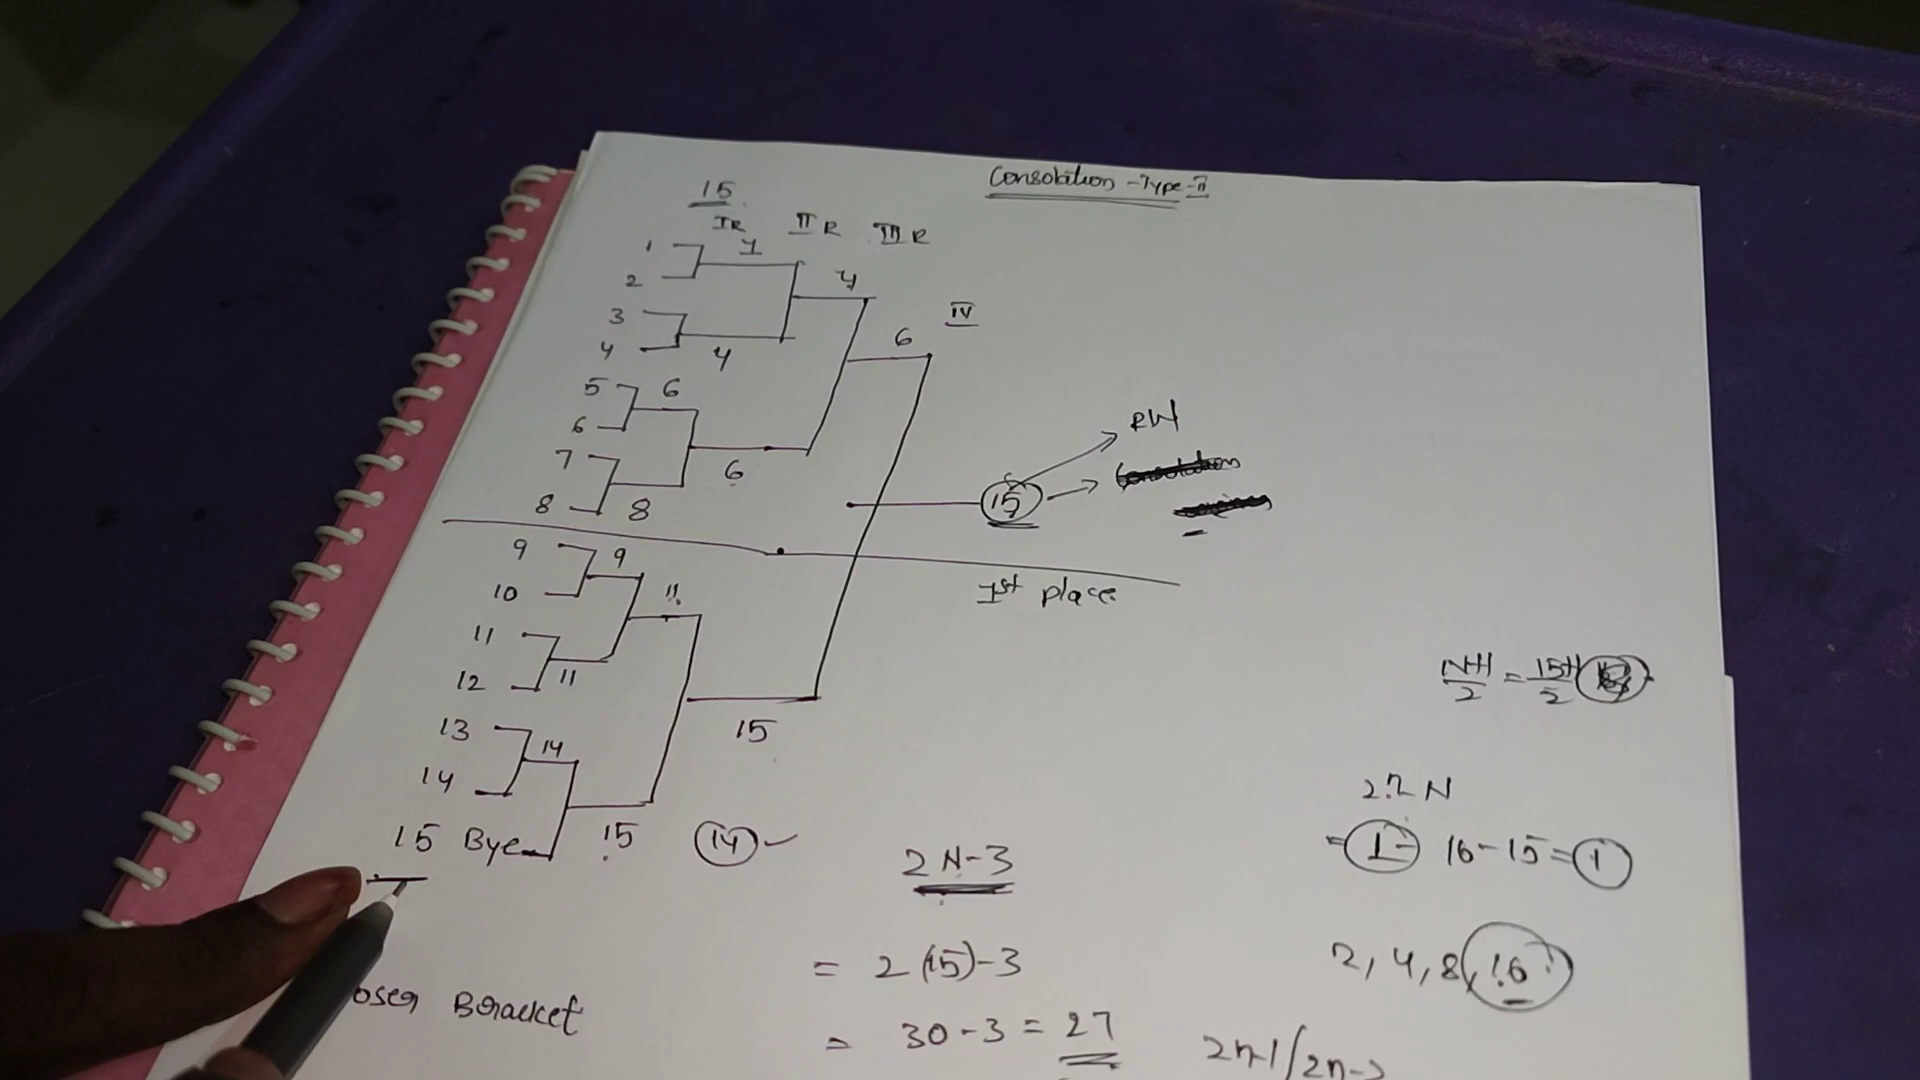 Consolation - Type - II
15
IR IIR IIIR
1 1
2
4
3
4 4
IV
6
5 6
6
7
6
8 8
RW
15
9 9
10
11
1st place
11
12 11
N+1/2 = 15+1/2
13 14
14
15
15 Bye 15
14
2N-3
= 1 - 16-15=1
= 2(15)-3
2, 4, 8, 16
oser Bracket
= 30-3 = 27